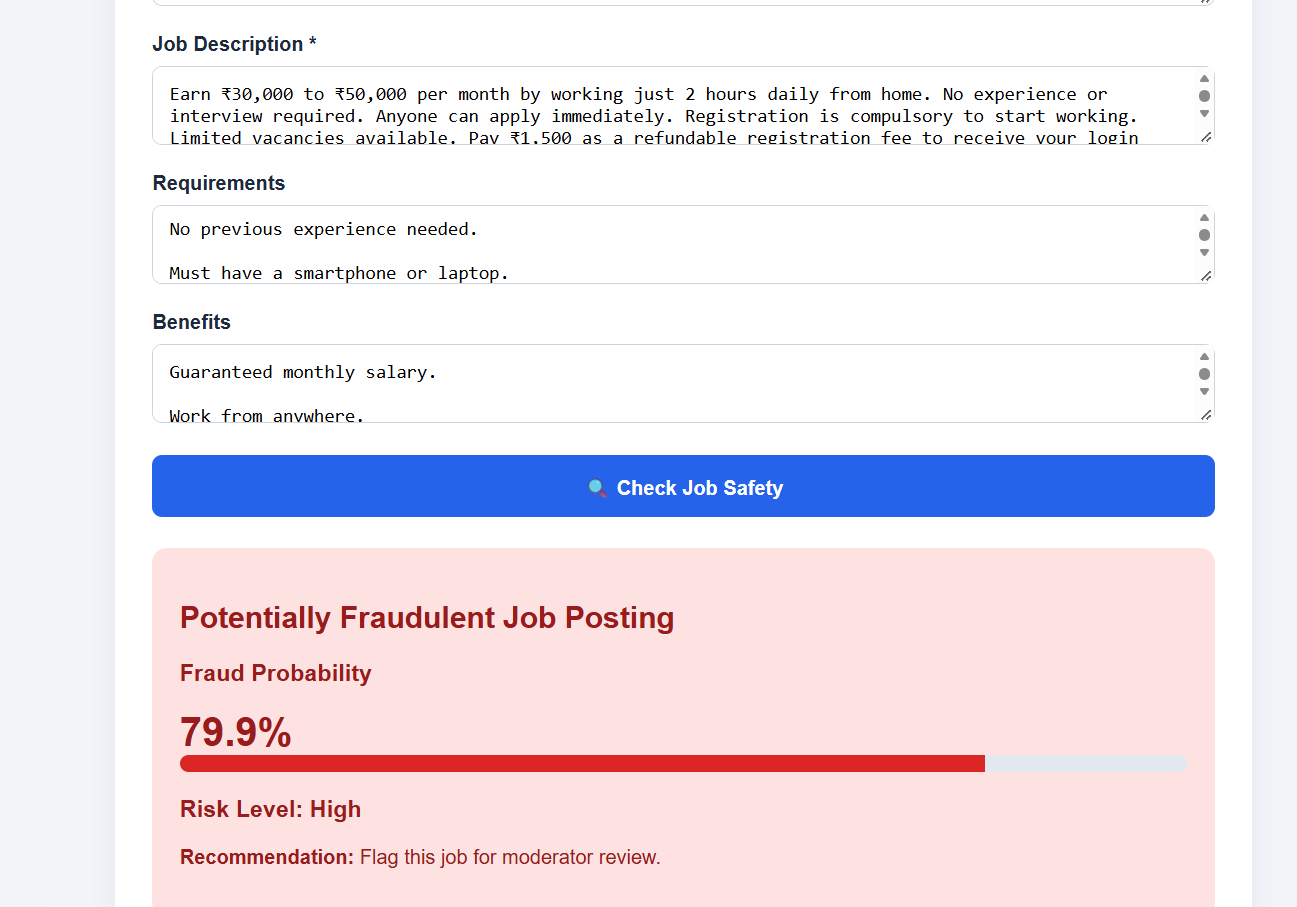 Job Description *
Earn ₹30,000 to ₹50,000 per month by working just 2 hours daily from home. No experience or
interview required. Anyone can apply immediately. Registration is compulsory to start working.
Limited vacancies available. Pay ₹1,500 as a refundable registration fee to receive your login
Requirements
No previous experience needed.
Must have a smartphone or laptop.
Benefits
Guaranteed monthly salary.
Work from anywhere.
Check Job Safety
Potentially Fraudulent Job Posting
Fraud Probability
79.9%
Risk Level: High
Recommendation: Flag this job for moderator review.